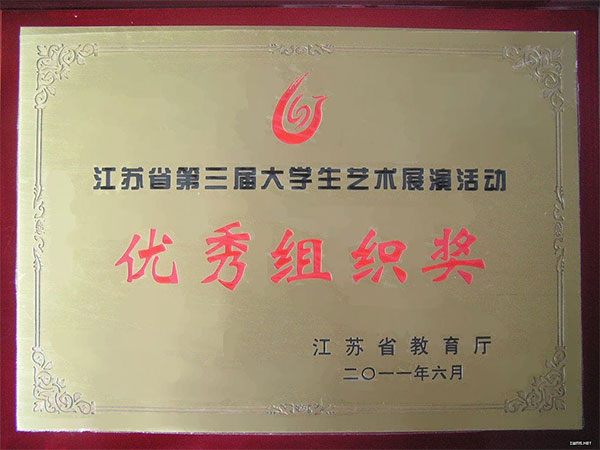 江苏省第三届大学生艺术展演活动
优秀组织奖
江苏省教育厅
二〇一一年六月